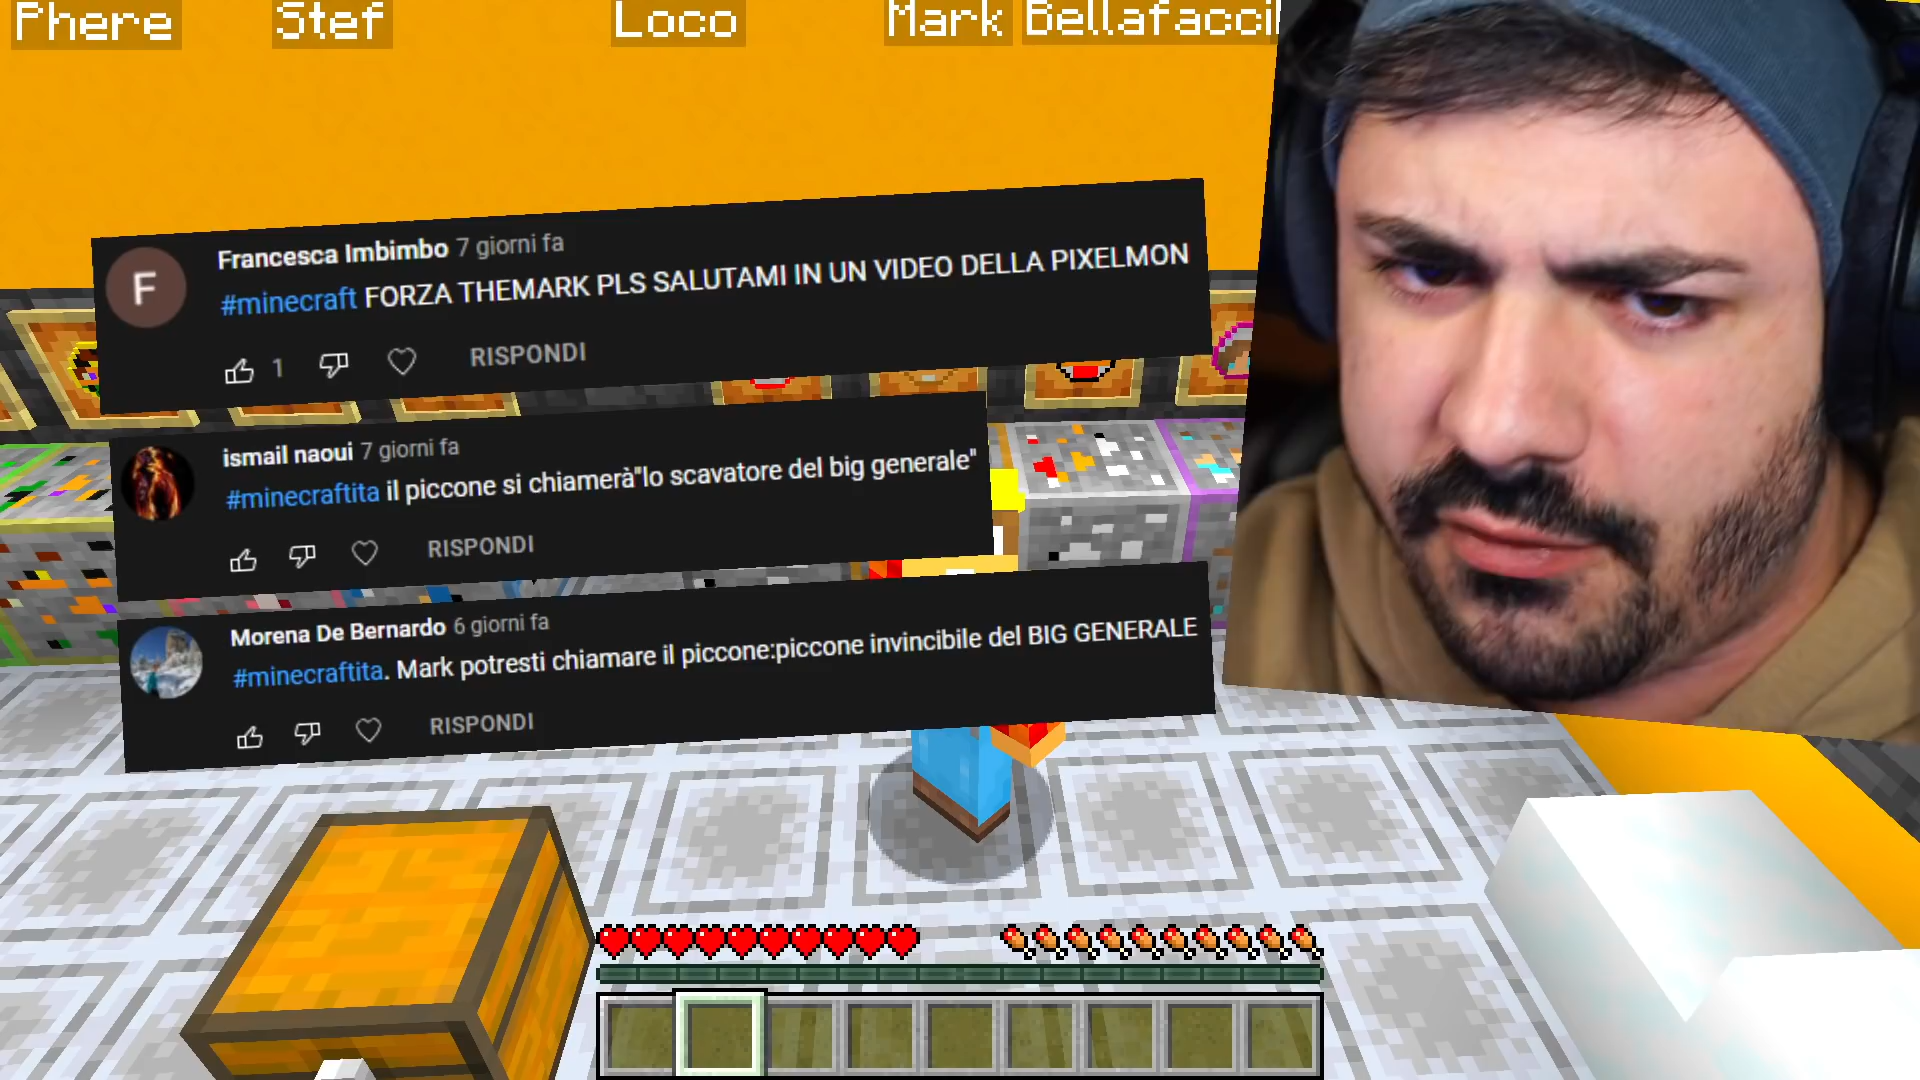 Phere Stef Loco Mark Bellafacci
F
Francesca Imbimbo 7 giorni fa
#minecraft FORZA THEMARK PLS SALUTAMI IN UN VIDEO DELLA PIXELMON
1 RISPONDI
ismail naoui 7 giorni fa
#minecraftita il piccone si chiamerà"lo scavatore del big generale"
RISPONDI
Morena De Bernardo 6 giorni fa
#minecraftita. Mark potresti chiamare il piccone:piccone invincibile del BIG GENERALE
RISPONDI